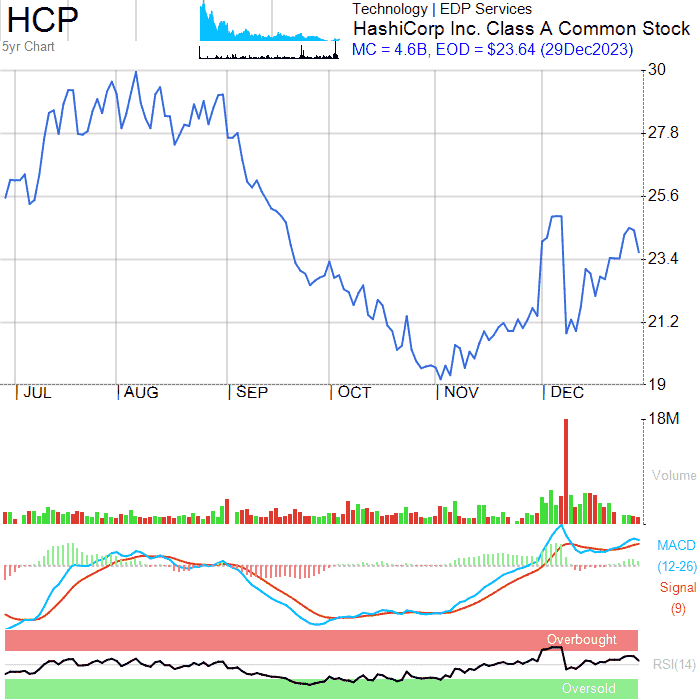 HCP
5yr Chart
Technology | EDP Services
HashiCorp Inc. Class A Common Stock
MC = 4.6B, EOD = $23.64 (29Dec2023)
30
27.8
25.6
23.4
21.2
19
JUL AUG SEP OCT NOV DEC
18M
Volume
MACD
(12-26)
Signal
(9)
Overbought
RSI(14)
Oversold